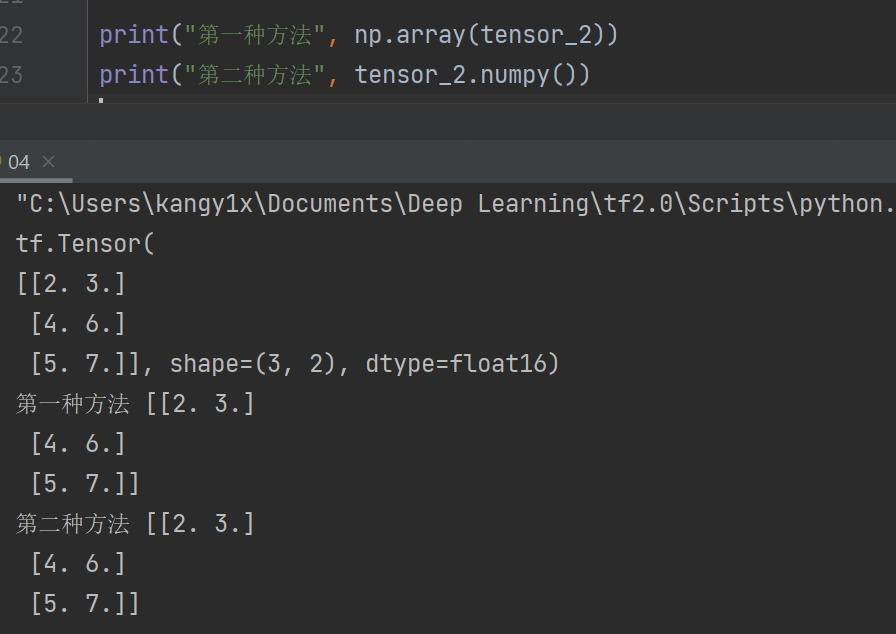 22 print("第一种方法", np.array(tensor_2))
23 print("第二种方法", tensor_2.numpy())
04 ×
"C:\Users\kangy1x\Documents\Deep Learning\tf2.0\Scripts\python.
tf.Tensor(
[[2. 3.]
 [4. 6.]
 [5. 7.]], shape=(3, 2), dtype=float16)
第一种方法 [[2. 3.]
 [4. 6.]
 [5. 7.]]
第二种方法 [[2. 3.]
 [4. 6.]
 [5. 7.]]